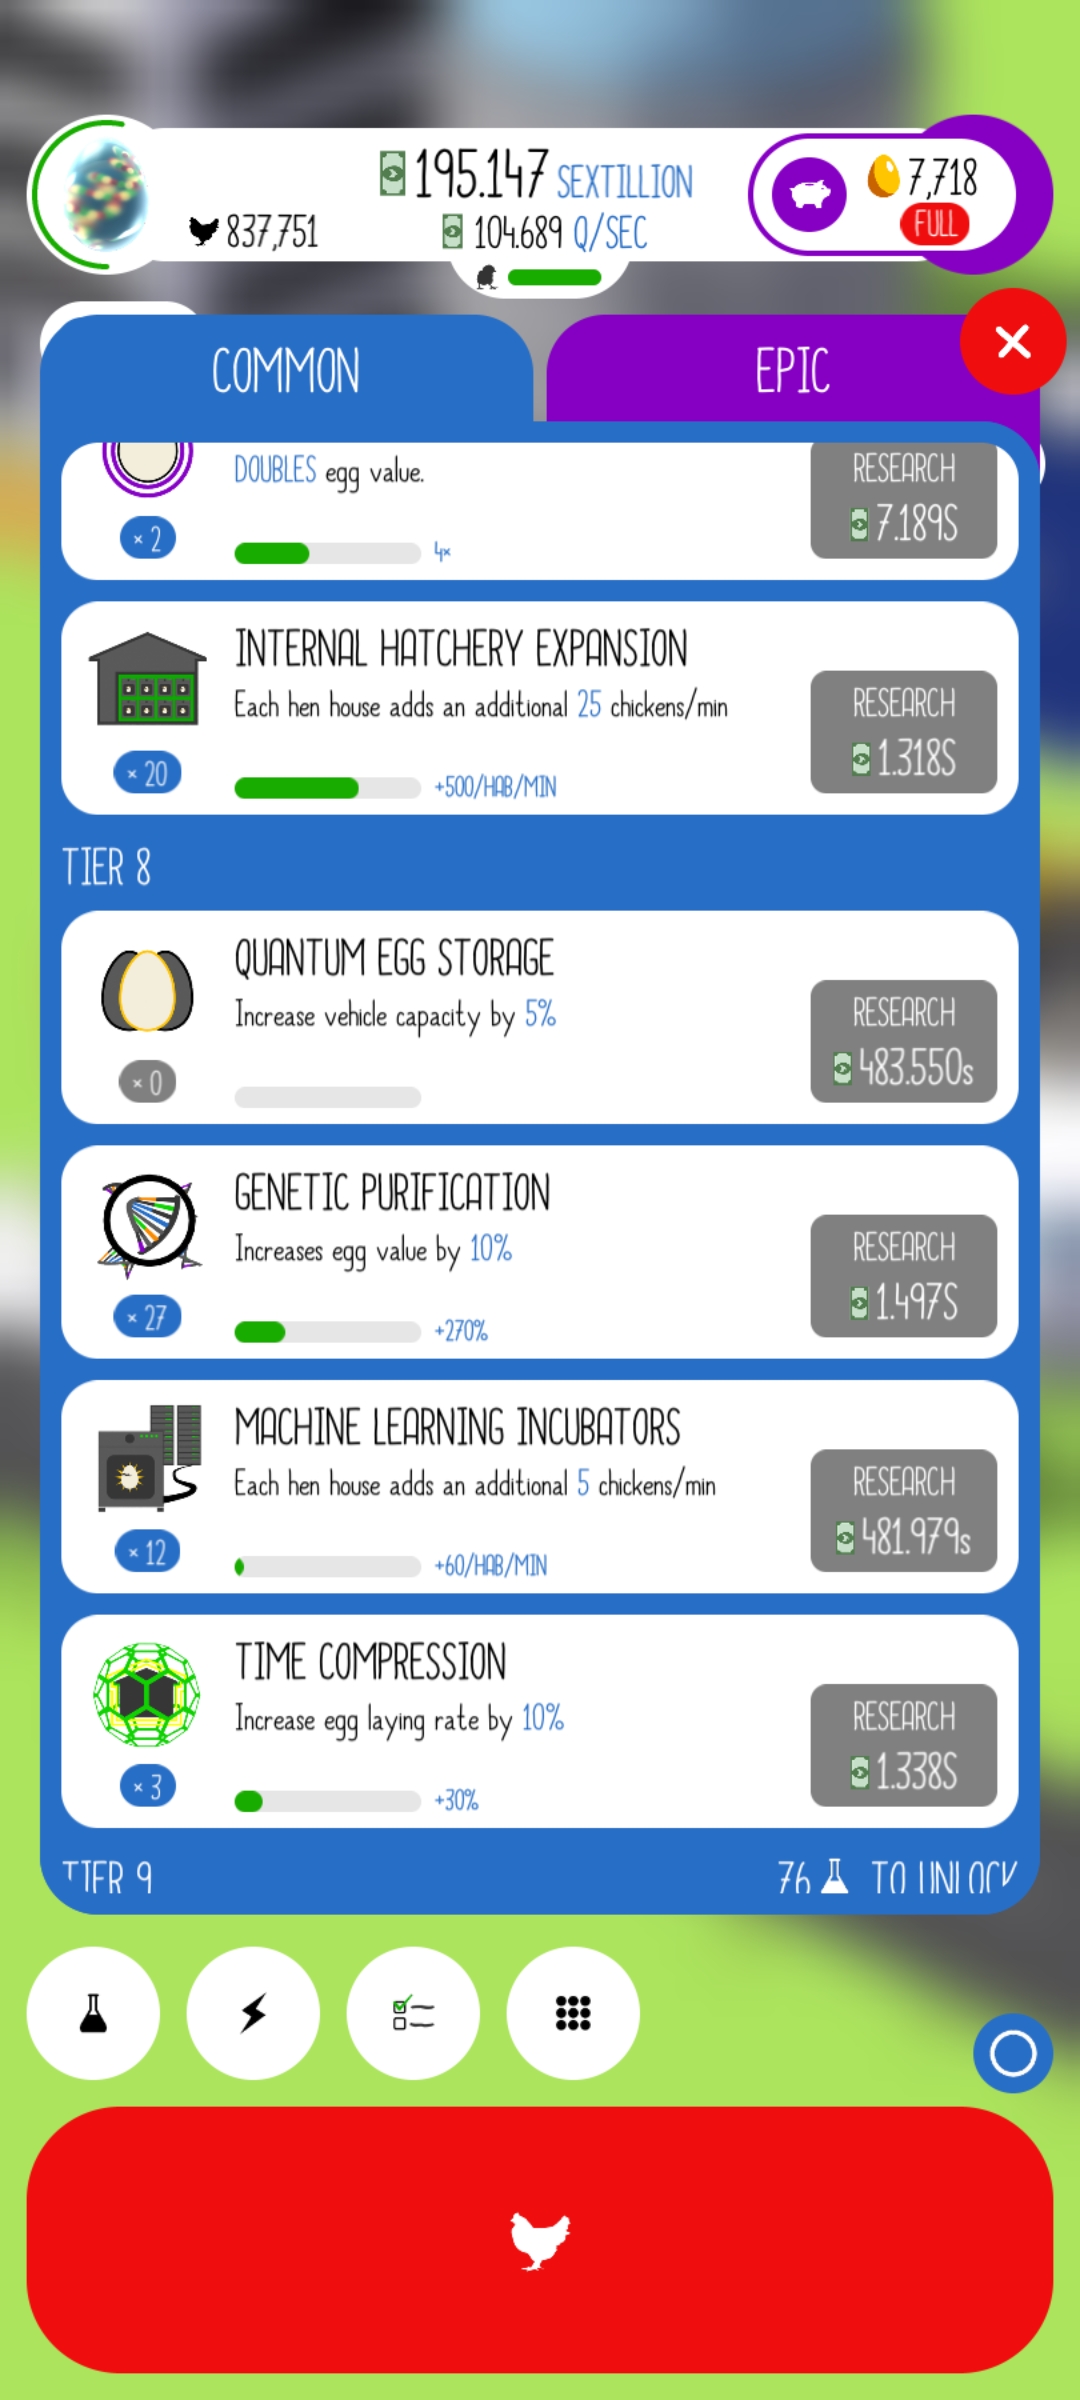 195.147 SEXTILLION
837,751
104.689 Q/SEC
7,718
FULL
COMMON
EPIC
DOUBLES egg value.
× 2
4×
RESEARCH
7.189S
INTERNAL HATCHERY EXPANSION
Each hen house adds an additional 25 chickens/min
× 20
+500/HAB/MIN
RESEARCH
1.318S
TIER 8
QUANTUM EGG STORAGE
Increase vehicle capacity by 5%
× 0
RESEARCH
483.550s
GENETIC PURIFICATION
Increases egg value by 10%
× 27
+270%
RESEARCH
1.497S
MACHINE LEARNING INCUBATORS
Each hen house adds an additional 5 chickens/min
× 12
+60/HAB/MIN
RESEARCH
481.979s
TIME COMPRESSION
Increase egg laying rate by 10%
× 3
+30%
RESEARCH
1.338S
TIER 9
76 TO UNLOCK